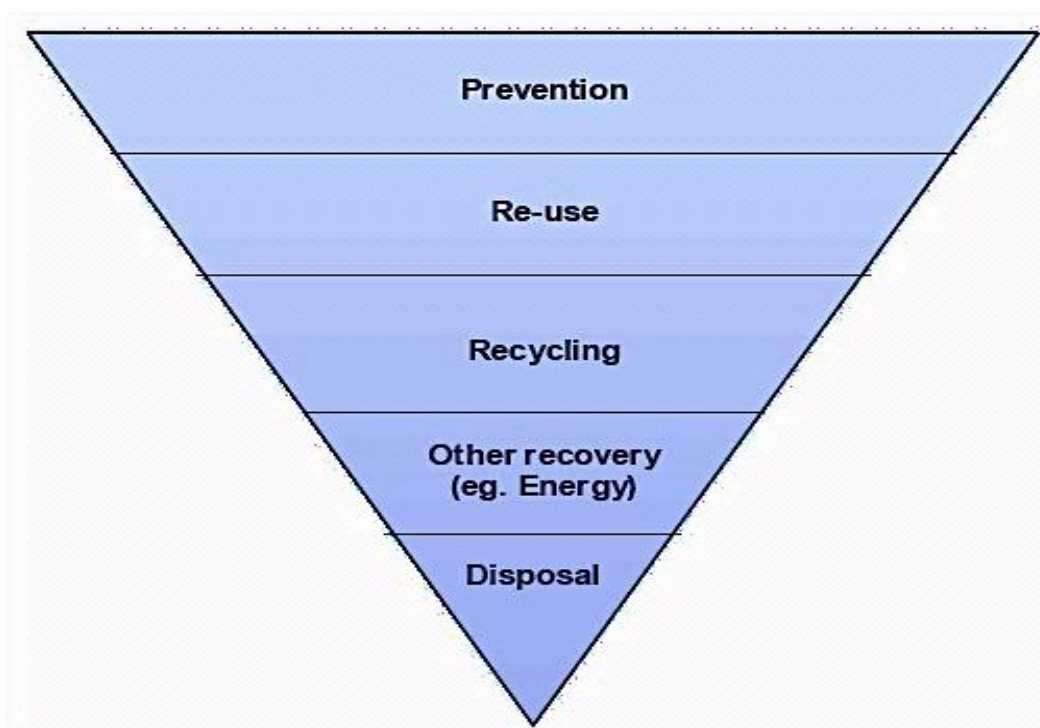 Prevention
Re-use
Recycling
Other recovery
(eg. Energy)
Disposal